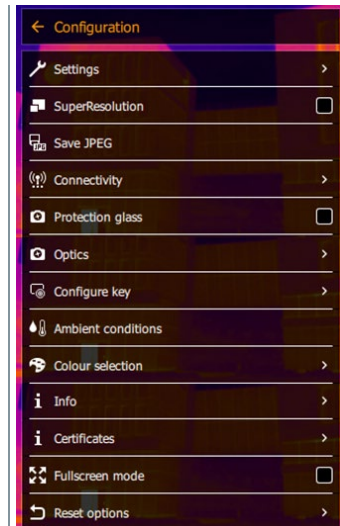 Configuration
Settings
SuperResolution
Save JPEG
Connectivity
Protection glass
Optics
Configure key
Ambient conditions
Colour selection
Info
Certificates
Fullscreen mode
Reset options